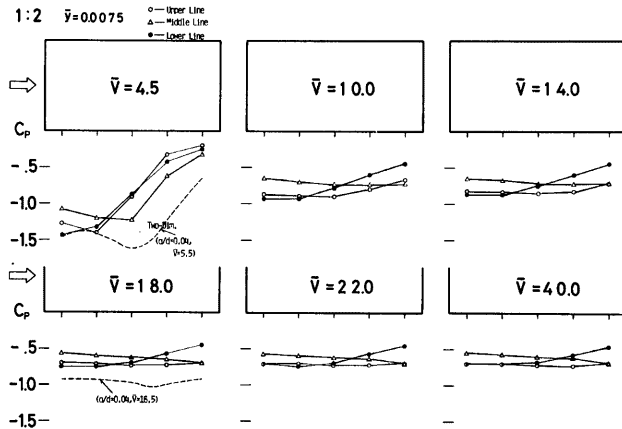 1:2 ȳ=0.0075
Upper Line
Middle Line
Lower Line
V̄=4.5
V̄=10.0
V̄=14.0
Cp
-.5
-1.0
-1.5
Two-Dim.
(a/d=0.04,
V̄=5.5)
V̄=18.0
V̄=22.0
V̄=40.0
Cp
-.5
-1.0
-1.5
(a/d=0.04,V̄=16.5)